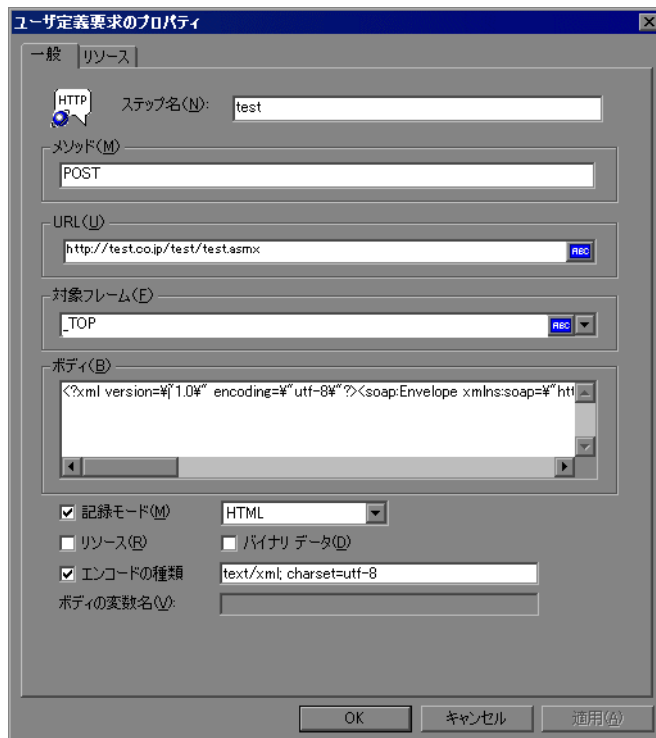 ユーザ定義要求のプロパティ
一般 リソース
HTTP ステップ名(N): test
メソッド(M)
POST
URL(U)
http://test.co.jp/test/test.asmx ABC
対象フレーム(F)
_TOP ABC
ボディ(B)
<?xml version=¥"1.0¥" encoding=¥"utf-8¥"?><soap:Envelope xmlns:soap=¥"htt
記録モード(M) HTML
リソース(R) バイナリ データ(D)
エンコードの種類 text/xml; charset=utf-8
ボディの変数名(V):
OK キャンセル 適用(A)